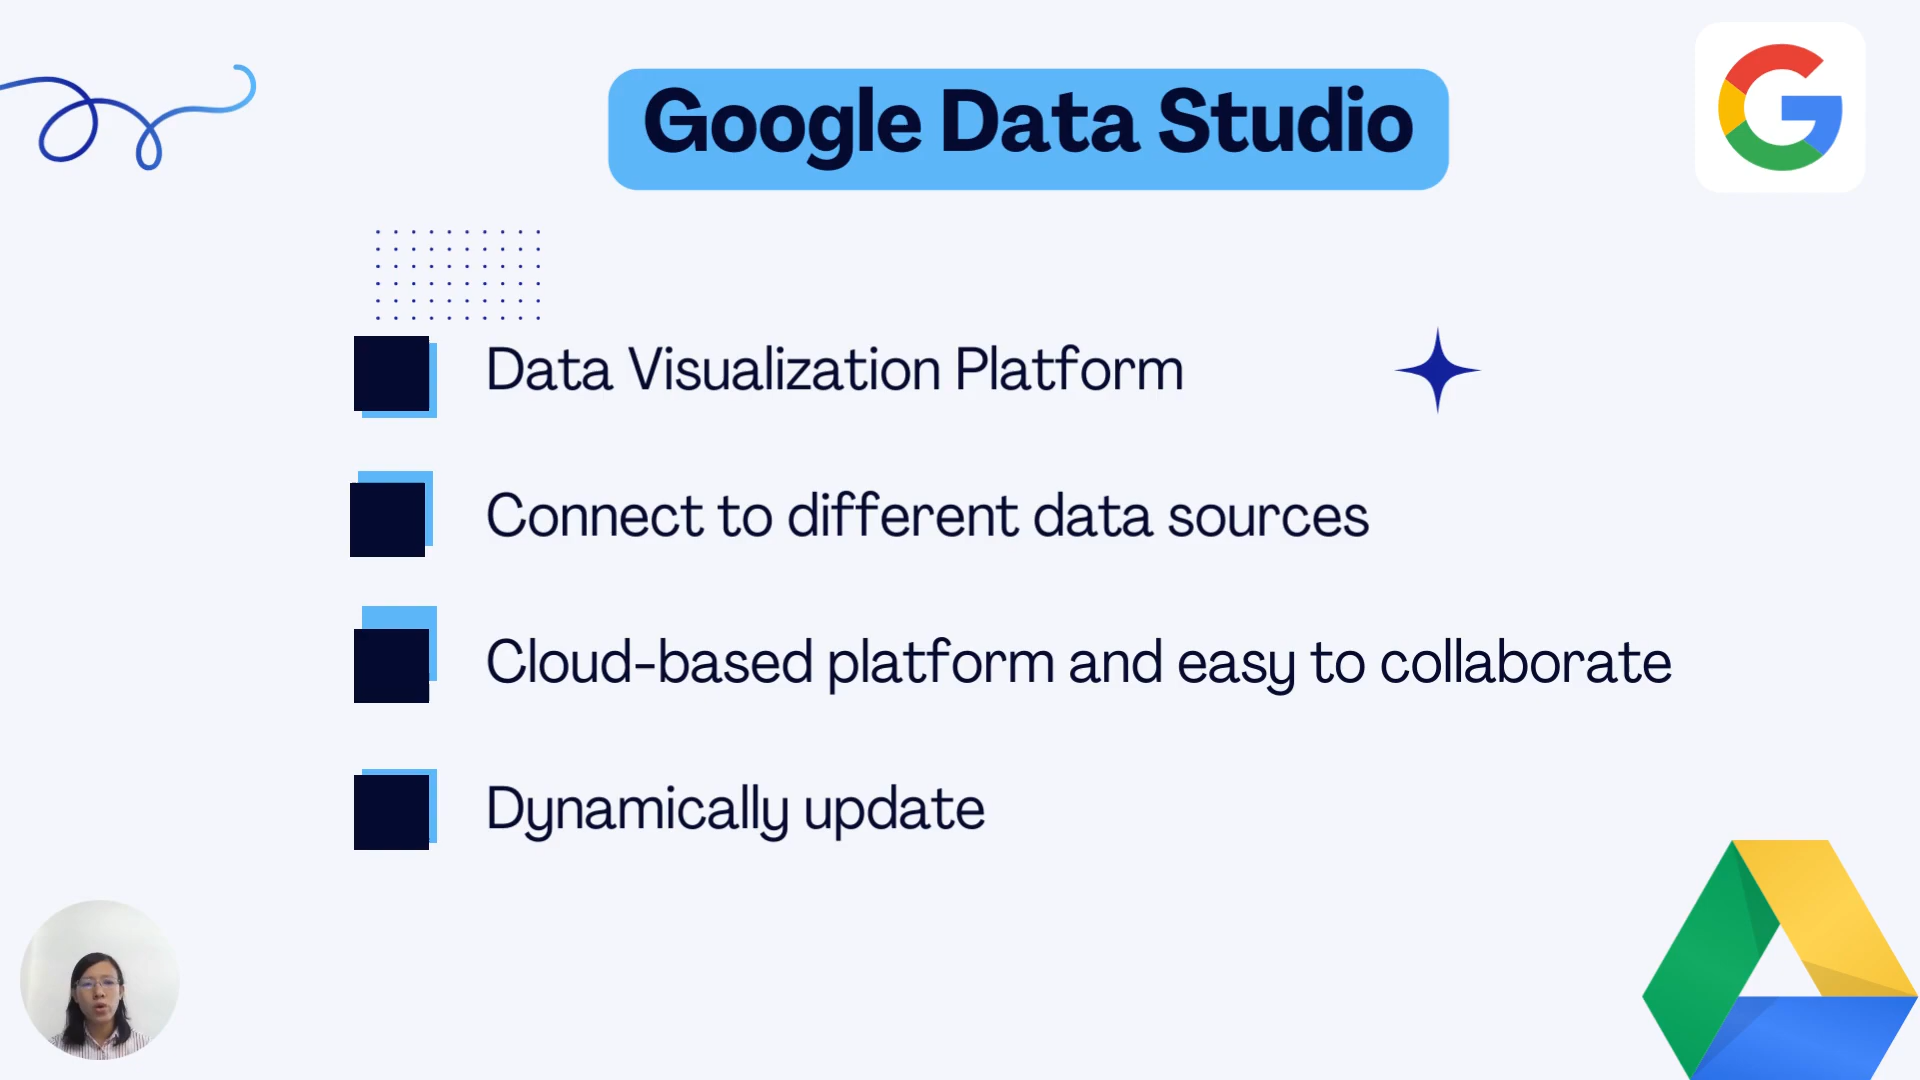 Google Data Studio
Data Visualization Platform
Connect to different data sources
Cloud-based platform and easy to collaborate
Dynamically update